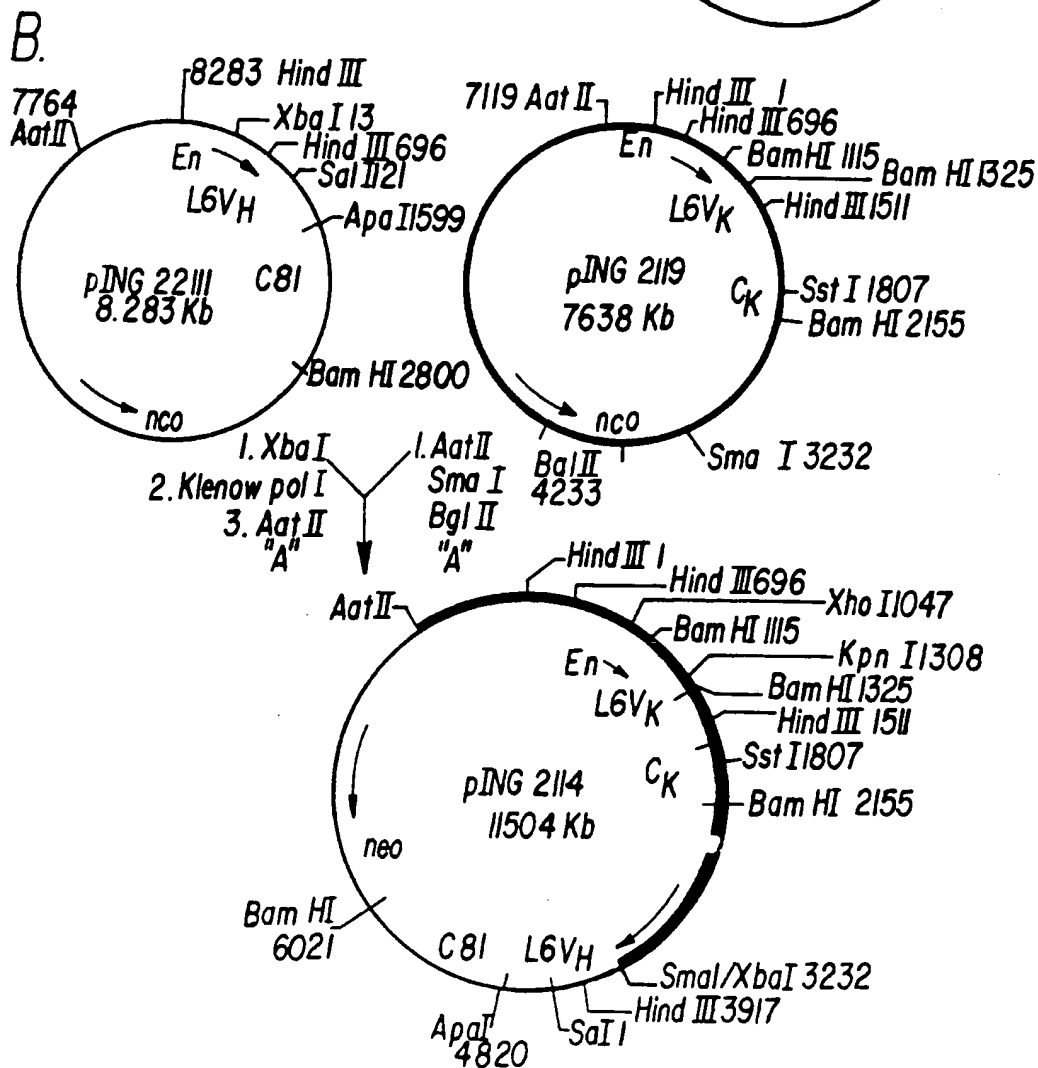 B.
8283 Hind III
7764
Aat II
Xba I 13
Hind III 696
Sal I 1121
En
L6VH
Apa I 1599
pING 22111
8.283 Kb
C81
Bam HI 2800
nco
7119 Aat II
Hind III 1
Hind III 696
En
Bam HI 1115
Bam HI 1325
L6VK
Hind III 1511
pING 2119
7638 Kb
CK
Sst I 1807
Bam HI 2155
nco
Bal II
4233
Sma I 3232
1. Xba I
2. Klenow pol I
3. Aat II
"A"
1. Aat II
Sma I
Bgl II
"A"
Hind III 1
Hind III 696
Aat II
Xho I 1047
Bam HI 1115
En
Kpn I 1308
L6VK
Bam HI 1325
Hind III 1511
Sst I 1807
CK
pING 2114
11504 Kb
Bam HI 2155
neo
Bam HI
6021
C81
L6VH
SmaI/XbaI 3232
Hind III 3917
Sal I
ApaI
4820